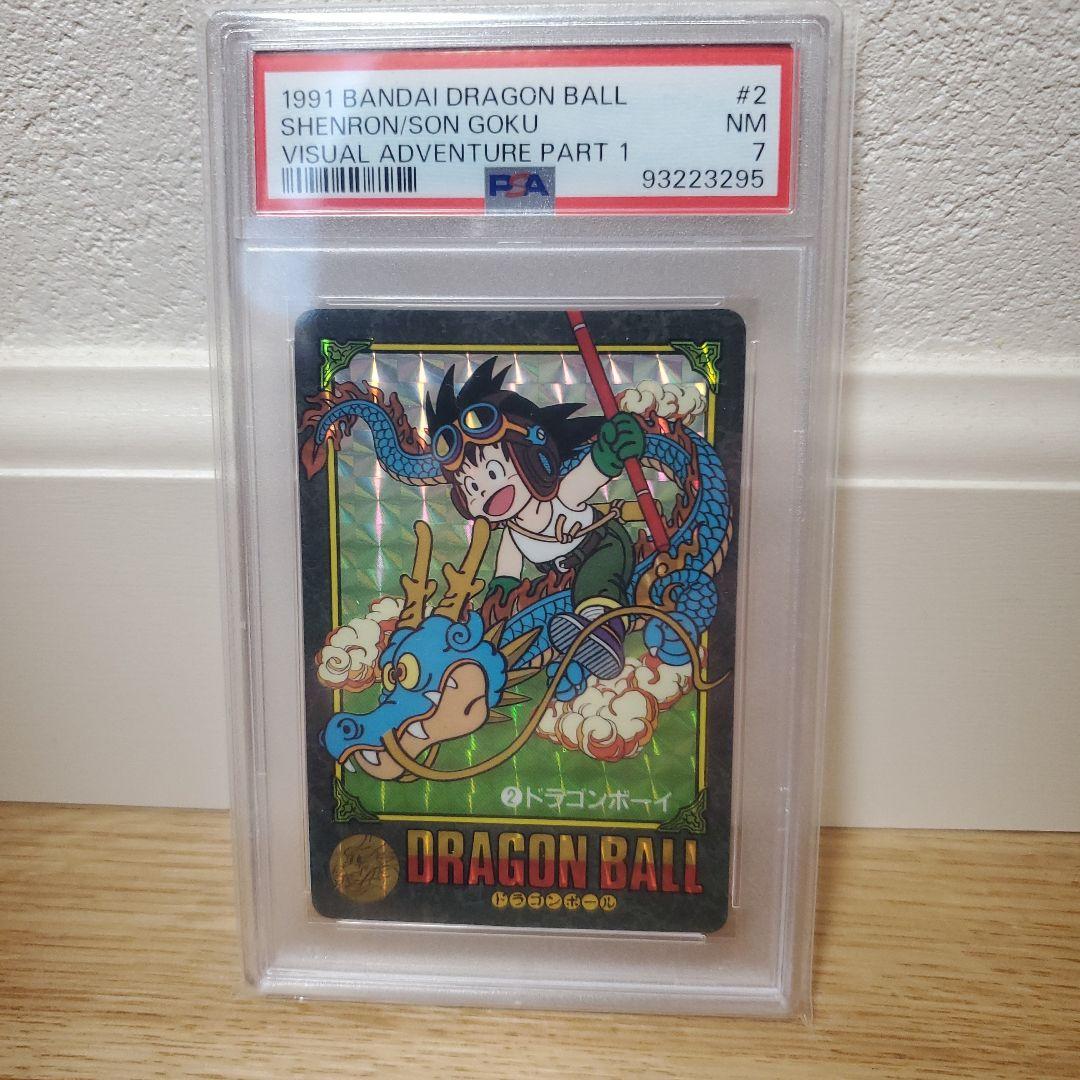 1991 BANDAI DRAGON BALL #2
SHENRON/SON GOKU NM
VISUAL ADVENTURE PART 1 7
PSA 93223295
2ドラゴンボーイ
DRAGON BALL
ドラゴンボール